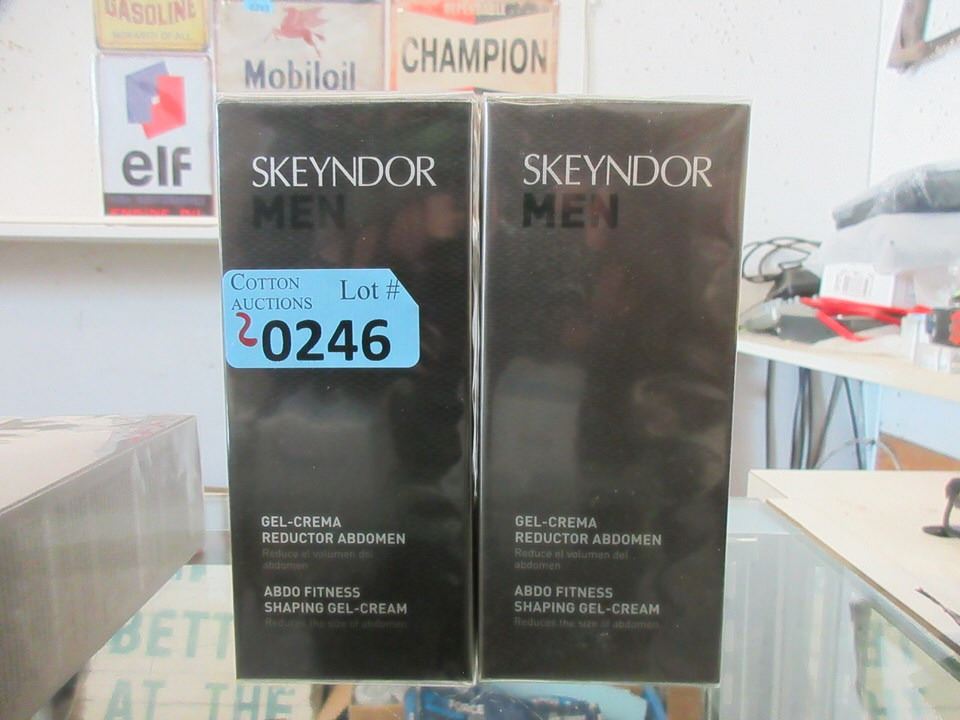 GASOLINE
Mobiloil
CHAMPION
elf
SKEYNDOR
MEN
COTTON
AUCTIONS
Lot #
20246
GEL-CREMA
REDUCTOR ABDOMEN
Reduce el volumen del
abdomen
ABDO FITNESS
SHAPING GEL-CREAM
Reduces the size of abdomen
SKEYNDOR
MEN
GEL-CREMA
REDUCTOR ABDOMEN
Reduce el volumen del
abdomen
ABDO FITNESS
SHAPING GEL-CREAM
Reduces the size of abdomen
BETT
AT THE
FORCE